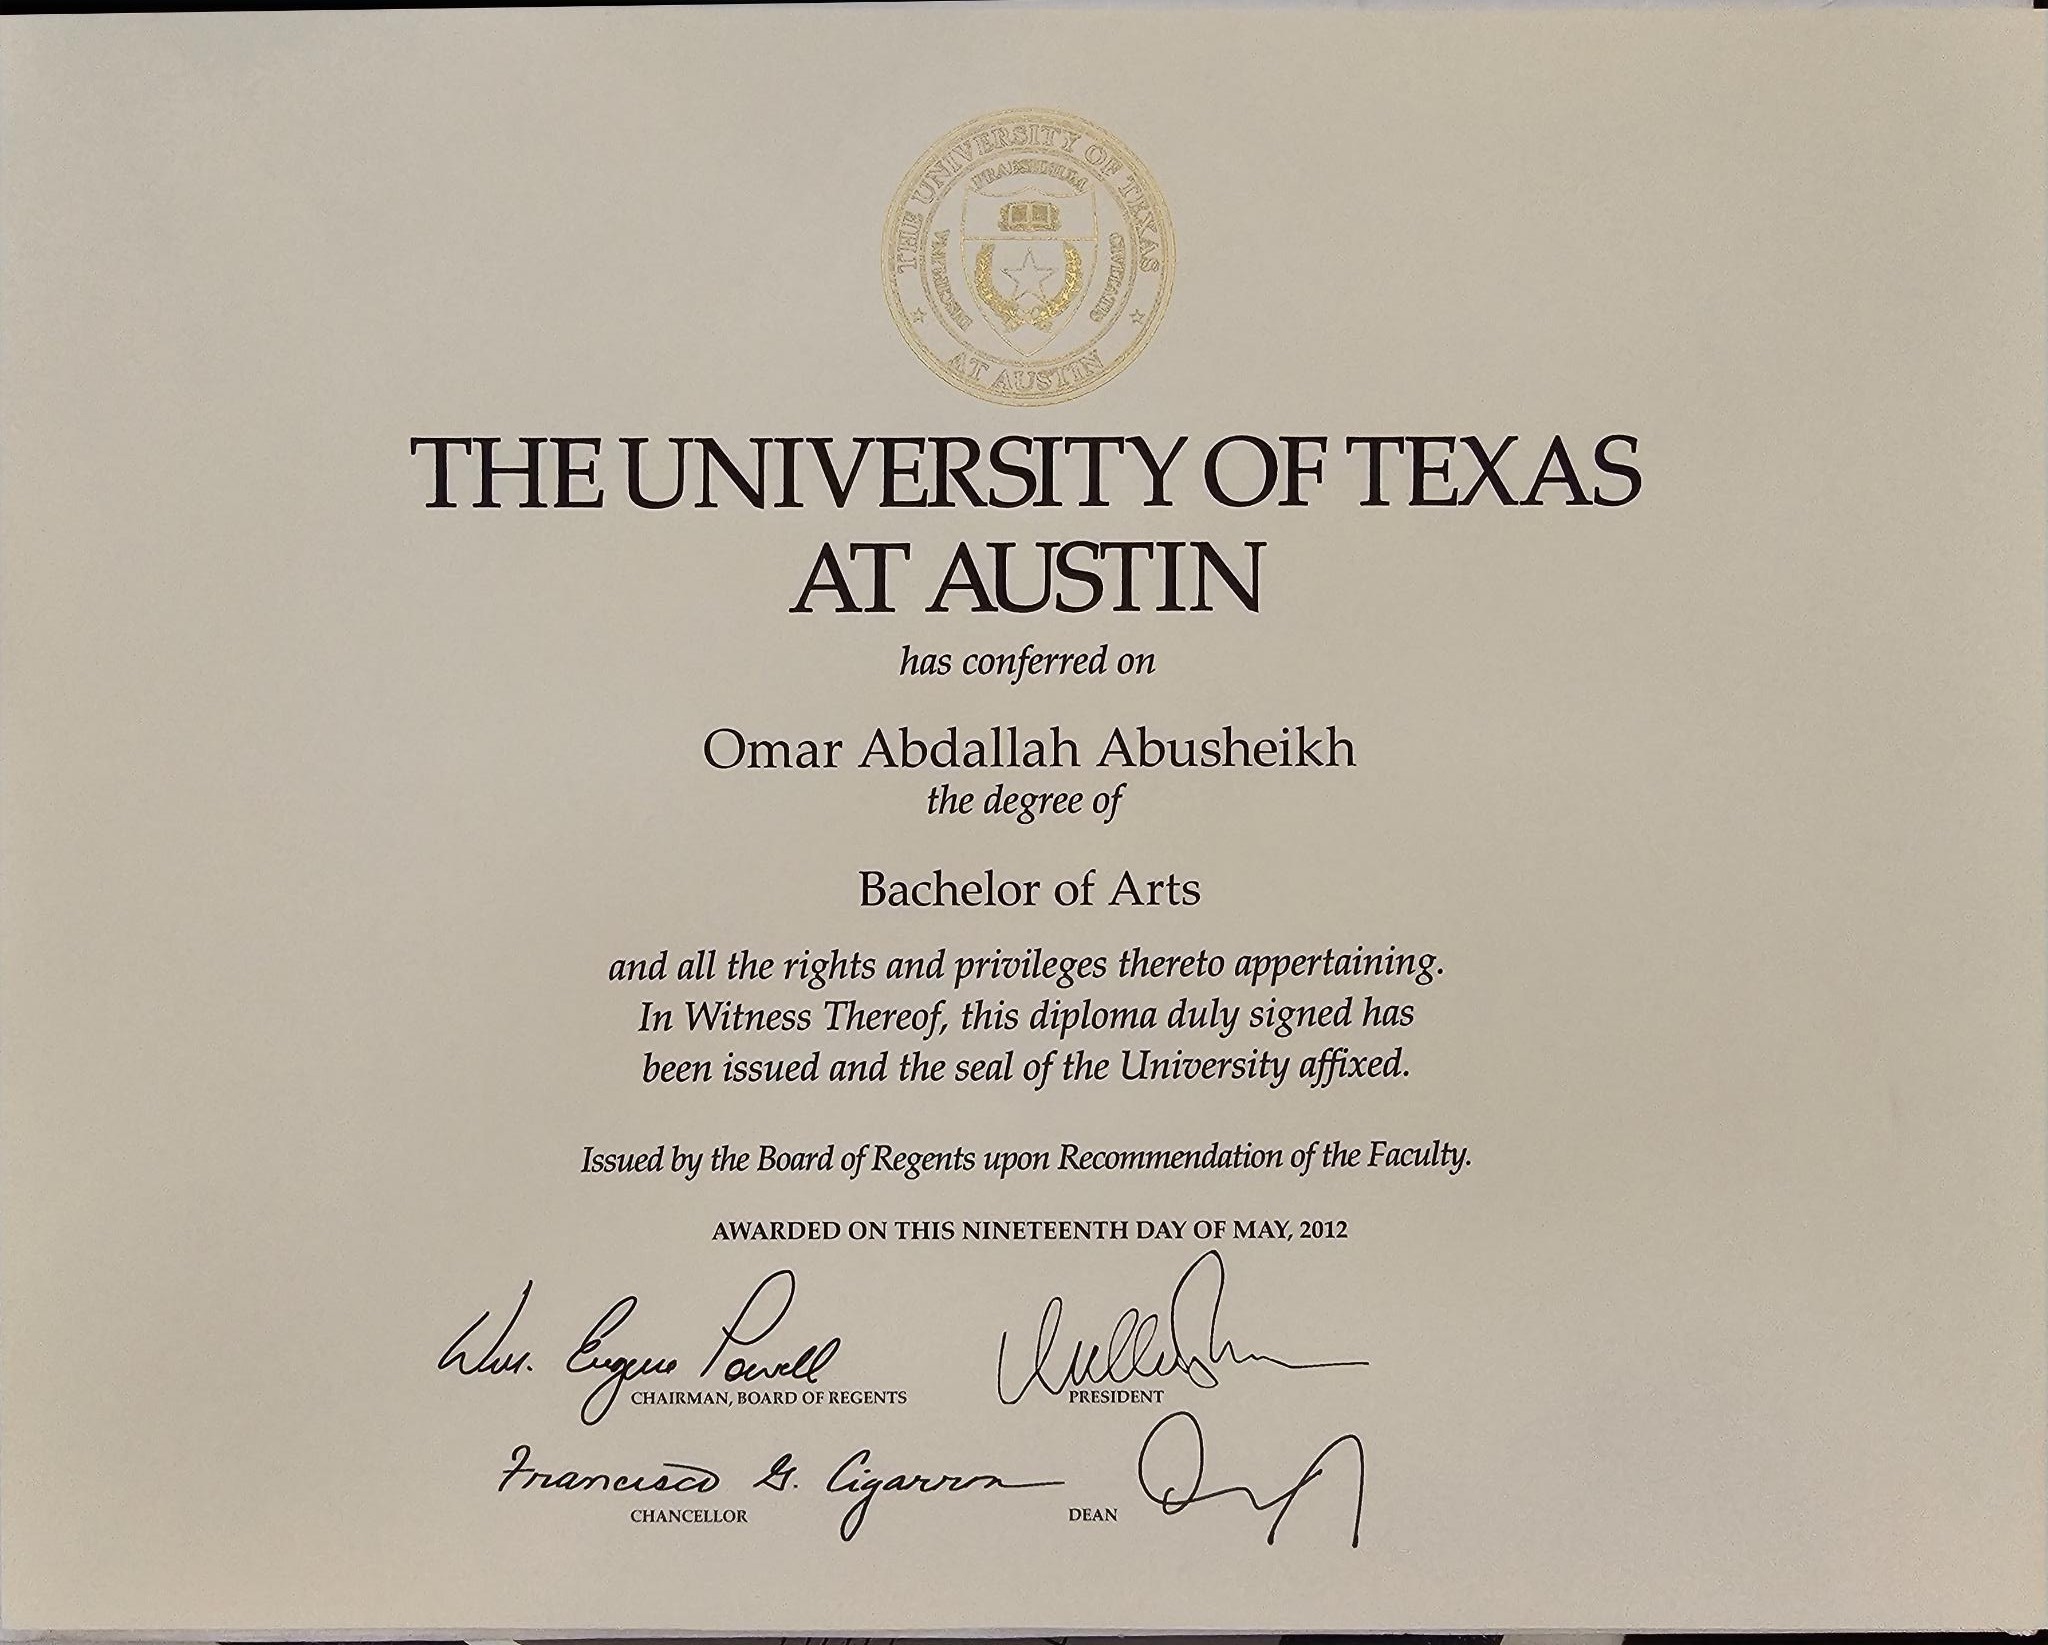 THE UNIVERSITY OF TEXAS
AT AUSTIN
PRAESIDIUM
DISCIPLINA
CIVITATIS
THE UNIVERSITY OF TEXAS
AT AUSTIN
has conferred on
Omar Abdallah Abusheikh
the degree of
Bachelor of Arts
and all the rights and privileges thereto appertaining.
In Witness Thereof, this diploma duly signed has
been issued and the seal of the University affixed.
Issued by the Board of Regents upon Recommendation of the Faculty.
AWARDED ON THIS NINETEENTH DAY OF MAY, 2012
Wm. Eugene Powell
CHAIRMAN, BOARD OF REGENTS
PRESIDENT
Francisco G. Cigarroa
CHANCELLOR
DEAN